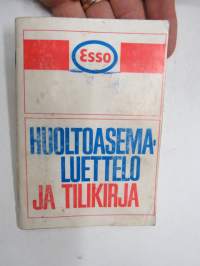 Esso
HUOLTOASEMA-
LUETTELO
JA TILIKIRJA